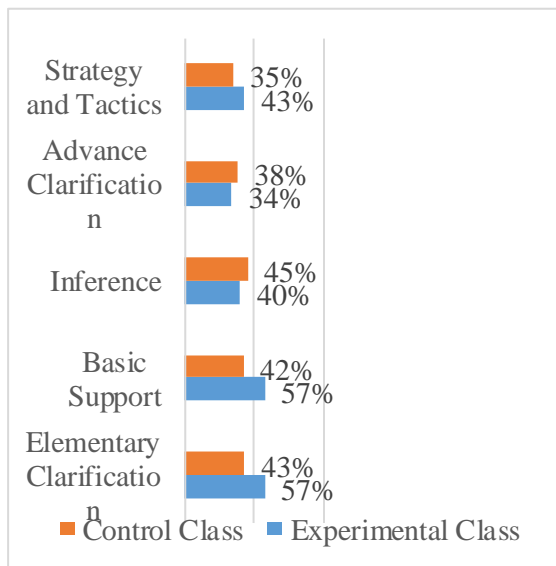 Strategy
and Tactics
35%
43%
Advance
Clarificatio
n
38%
34%
Inference
45%
40%
Basic
Support
42%
57%
Elementary
Clarificatio
n
43%
57%
Control Class
Experimental Class